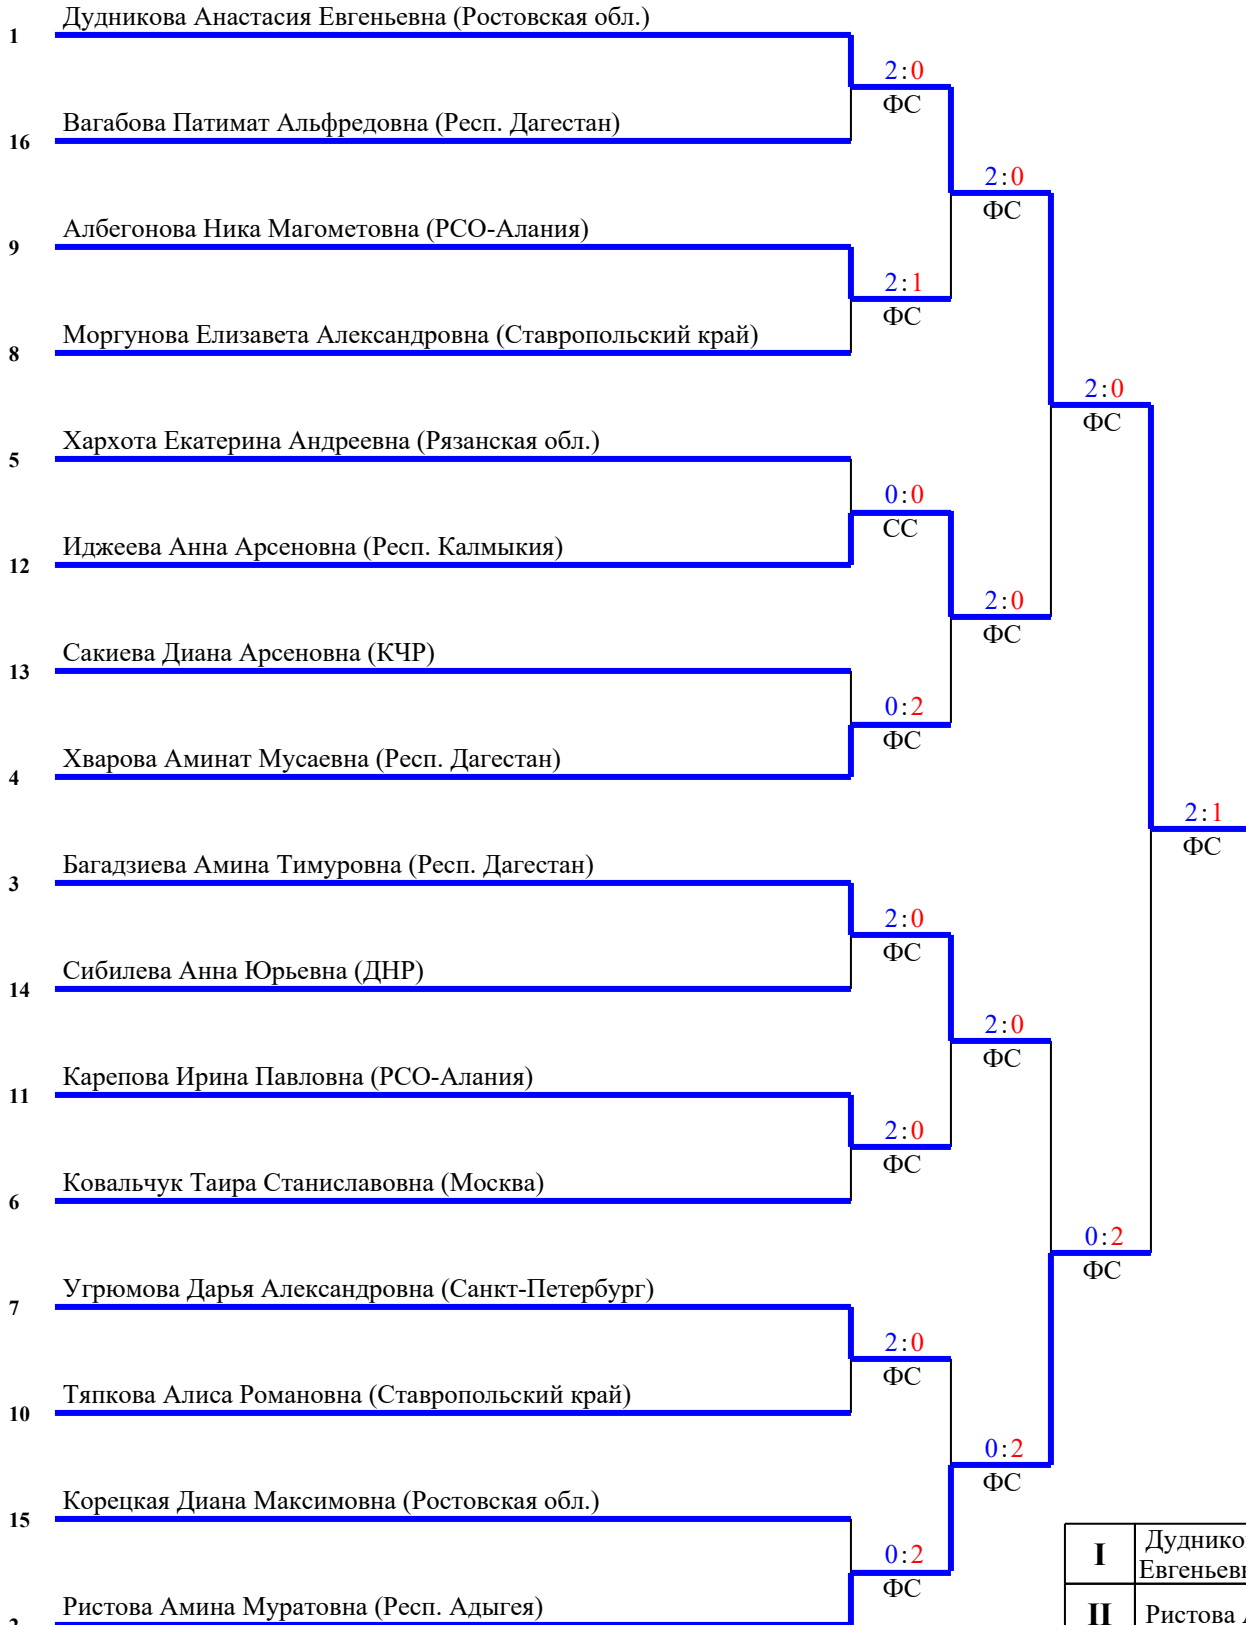 Дудникова Анастасия Евгеньевна (Ростовская обл.)
1
2:0
ФС
Вагабова Патимат Альфредовна (Респ. Дагестан)
16
2:0
ФС
Албегонова Ника Магометовна (РСО-Алания)
9
2:1
ФС
Моргунова Елизавета Александровна (Ставропольский край)
8
2:0
ФС
Хархота Екатерина Андреевна (Рязанская обл.)
5
0:0
СС
Иджеева Анна Арсеновна (Респ. Калмыкия)
12
2:0
ФС
Сакиева Диана Арсеновна (КЧР)
13
0:2
ФС
Хварова Аминат Мусаевна (Респ. Дагестан)
4
2:1
ФС
Багадзиева Амина Тимуровна (Респ. Дагестан)
3
2:0
ФС
Сибилева Анна Юрьевна (ДНР)
14
2:0
ФС
Карепова Ирина Павловна (РСО-Алания)
11
2:0
ФС
Ковальчук Таира Станиславовна (Москва)
6
0:2
ФС
Угрюмова Дарья Александровна (Санкт-Петербург)
7
2:0
ФС
Тяпкова Алиса Романовна (Ставропольский край)
10
0:2
ФС
Корецкая Диана Максимовна (Ростовская обл.)
15
0:2
ФС
Ристова Амина Муратовна (Респ. Адыгея)
I
II Ристова